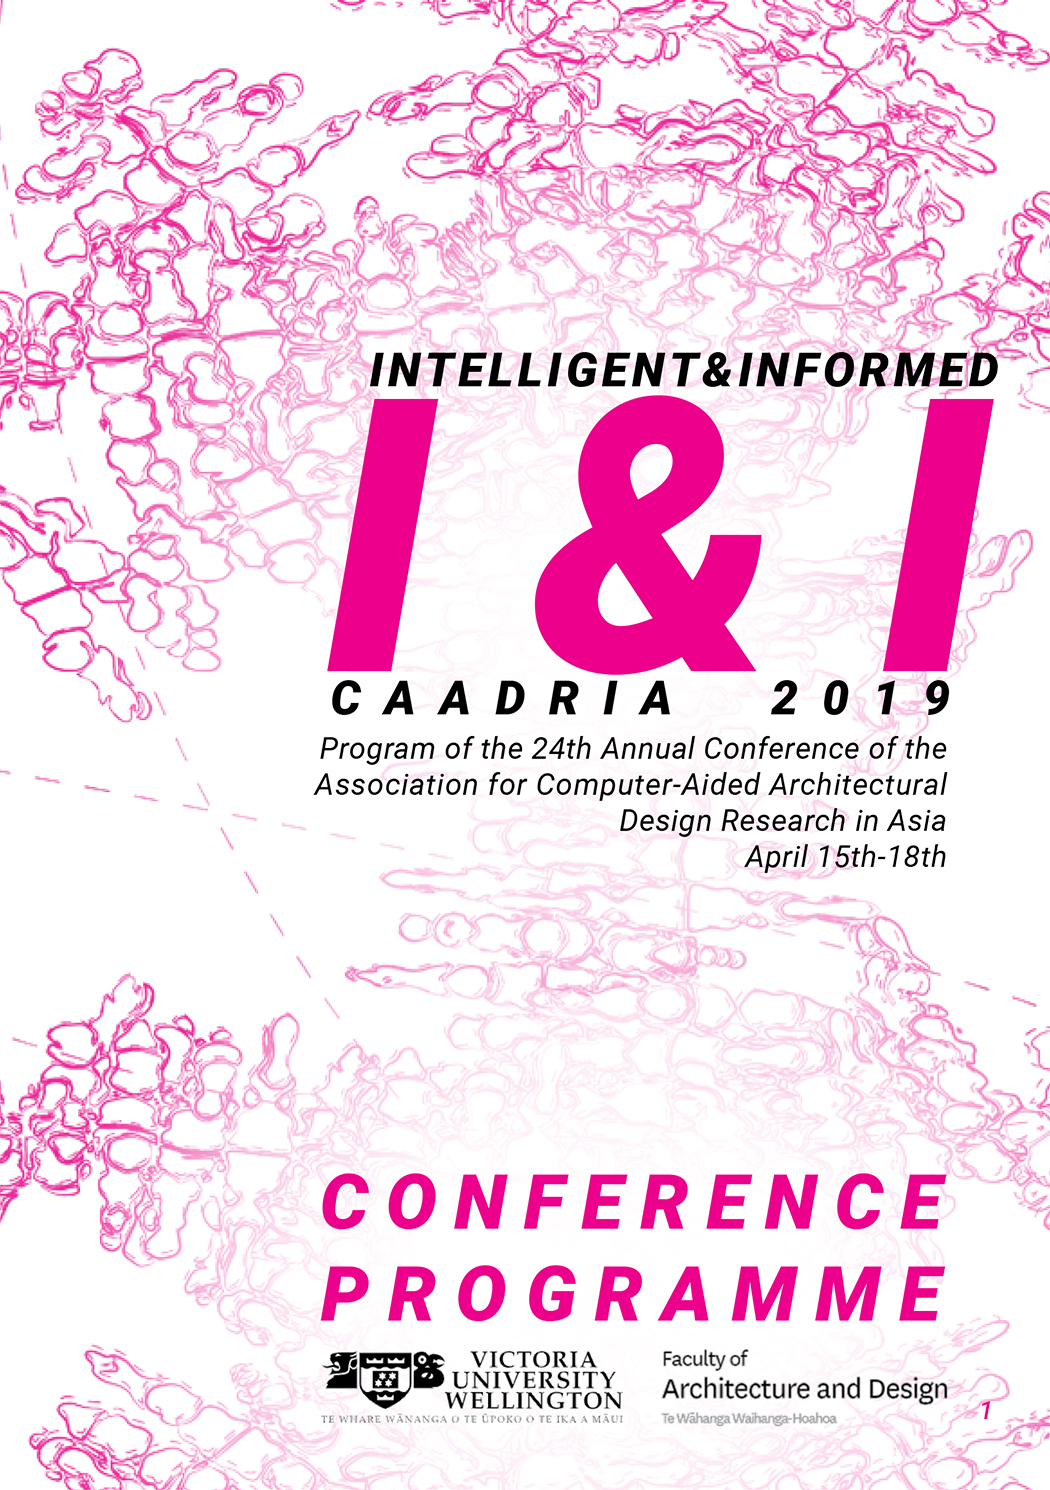 INTELLIGENT&INFORMED
I & I
CAADRIA 2019
Program of the 24th Annual Conference of the
Association for Computer-Aided Architectural
Design Research in Asia
April 15th-18th
CONFERENCE
PROGRAMME
VICTORIA
UNIVERSITY
WELLINGTON
TE WHARE WĀNANGA O TE ŪPOKO O TE IKA A MĀUI
Faculty of
Architecture and Design
Te Wāhanga Waihanga-Hoahoa
1